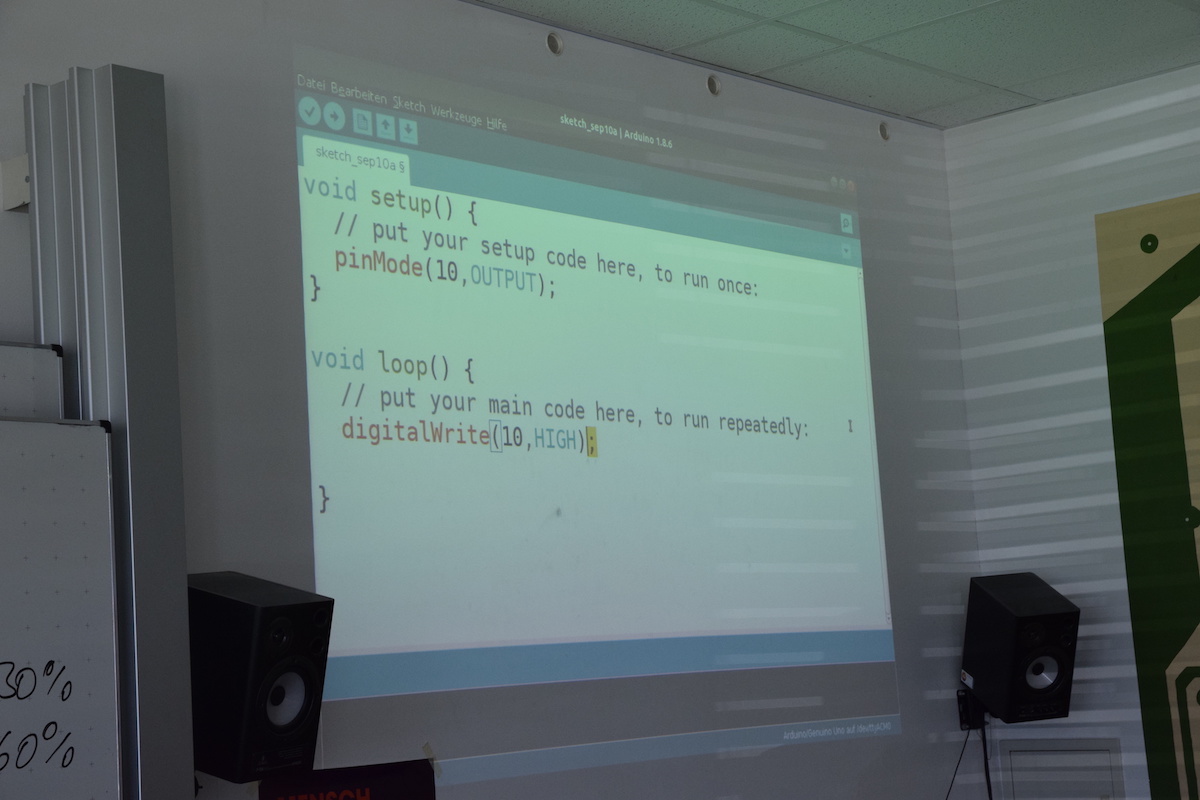 Datei Bearbeiten Sketch Werkzeuge Hilfe
sketch_sep10a | Arduino 1.8.6
sketch_sep10a §
void setup() {
// put your setup code here, to run once:
pinMode(10,OUTPUT);
}
void loop() {
// put your main code here, to run repeatedly:
digitalWrite(10,HIGH);
}
Arduino/Genuino Uno auf
30%
60%
MENSCH